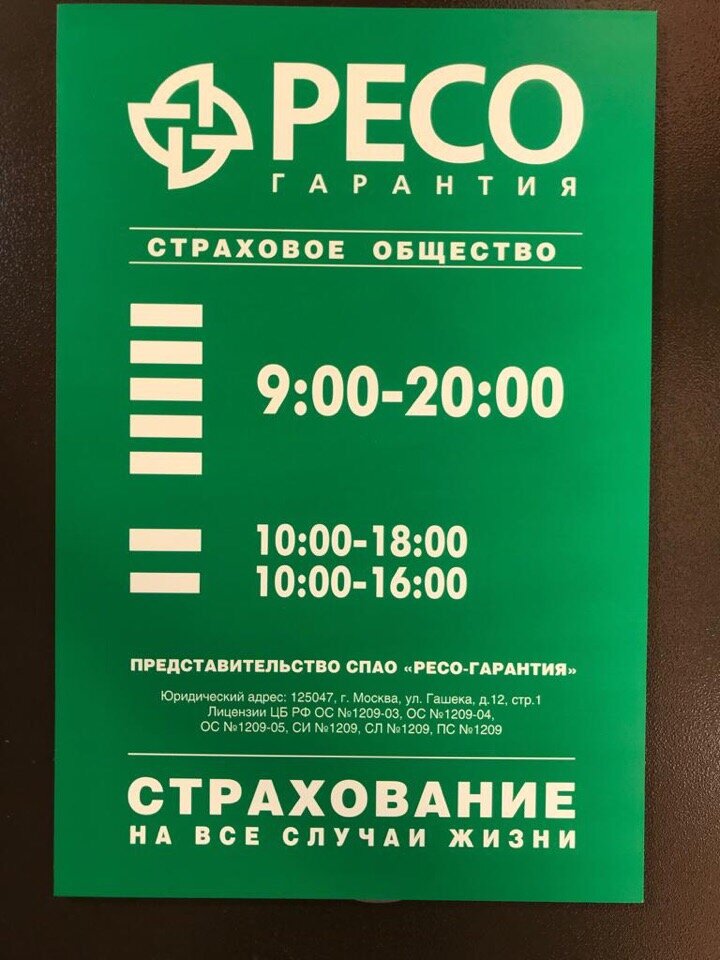 РЕСО
ГАРАНТИЯ
СТРАХОВОЕ ОБЩЕСТВО
9:00-20:00
10:00-18:00
10:00-16:00
ПРЕДСТАВИТЕЛЬСТВО СПАО «РЕСО-ГАРАНТИЯ»
Юридический адрес: 125047, г. Москва, ул. Гашека, д.12, стр.1
Лицензии ЦБ РФ ОС №1209-03, ОС №1209-04,
ОС №1209-05, СИ №1209, СЛ №1209, ПС №1209
СТРАХОВАНИЕ
НА ВСЕ СЛУЧАИ ЖИЗНИ